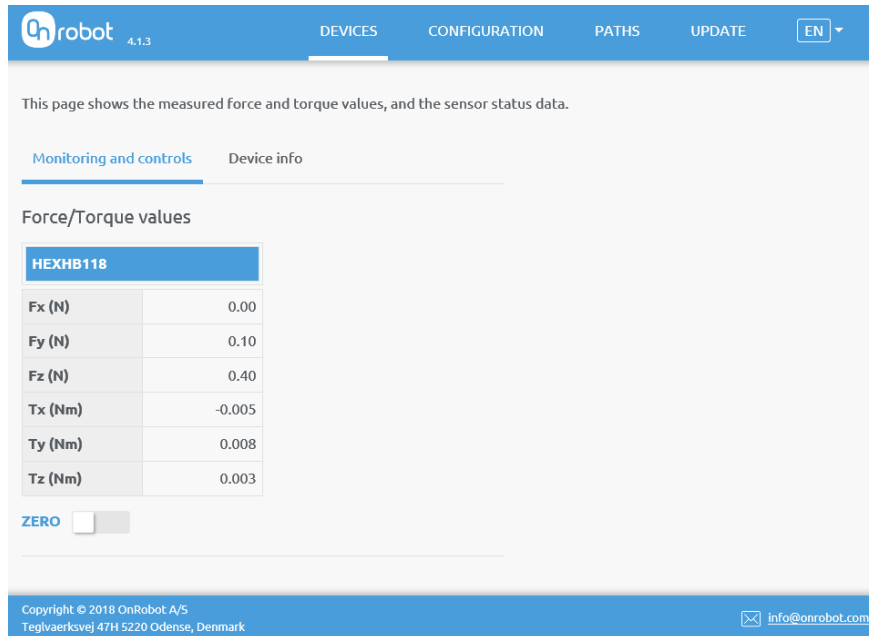 On robot 4.1.3 DEVICES CONFIGURATION PATHS UPDATE EN
This page shows the measured force and torque values, and the sensor status data.
Monitoring and controls Device info
Force/Torque values
HEXHB118
Fx (N) 0.00
Fy (N) 0.10
Fz (N) 0.40
Tx (Nm) -0.005
Ty (Nm) 0.008
Tz (Nm) 0.003
ZERO
Copyright © 2018 OnRobot A/S
Teglvaerksvej 47H 5220 Odense, Denmark info@onrobot.com